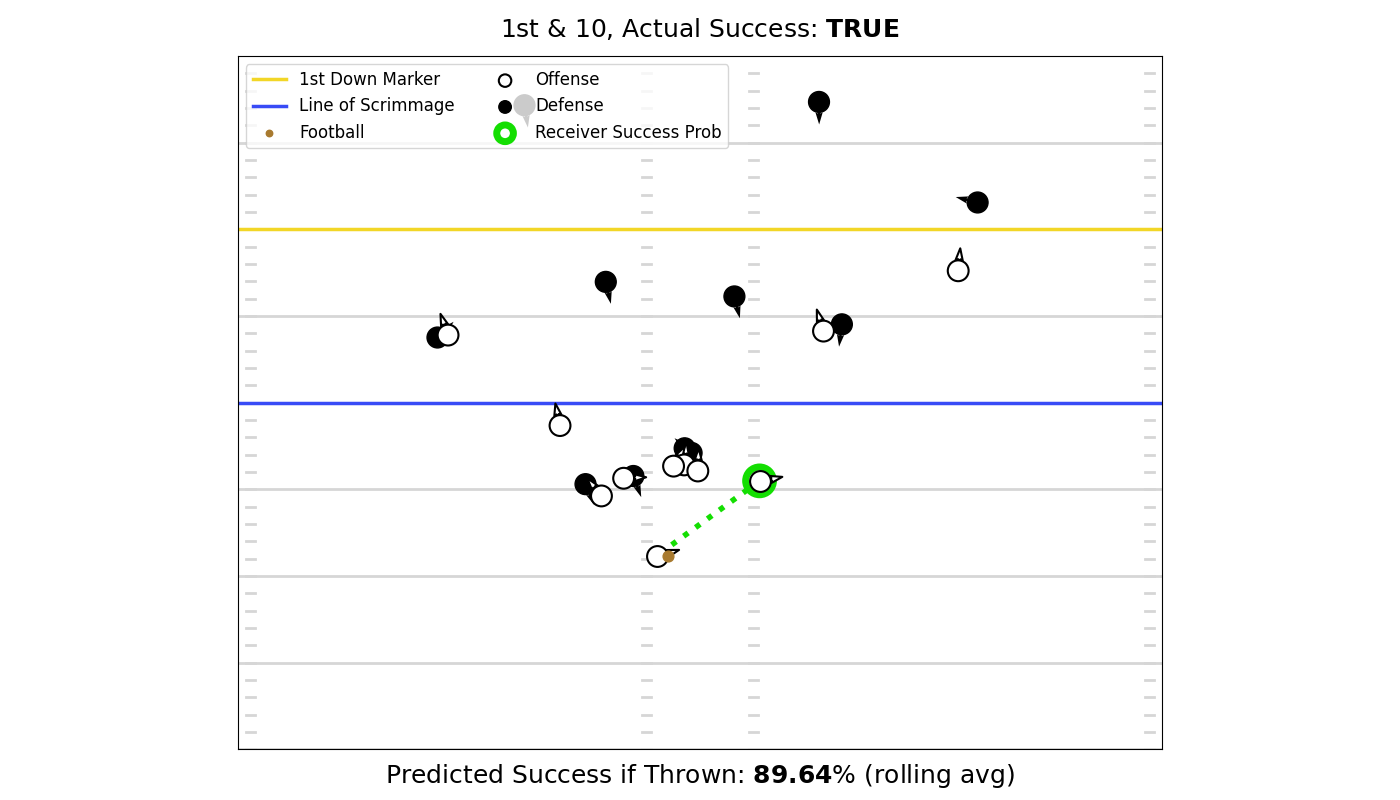 1st & 10, Actual Success: TRUE
1st Down Marker
Line of Scrimmage
Football
Offense
Defense
Receiver Success Prob
Predicted Success if Thrown: 89.64% (rolling avg)